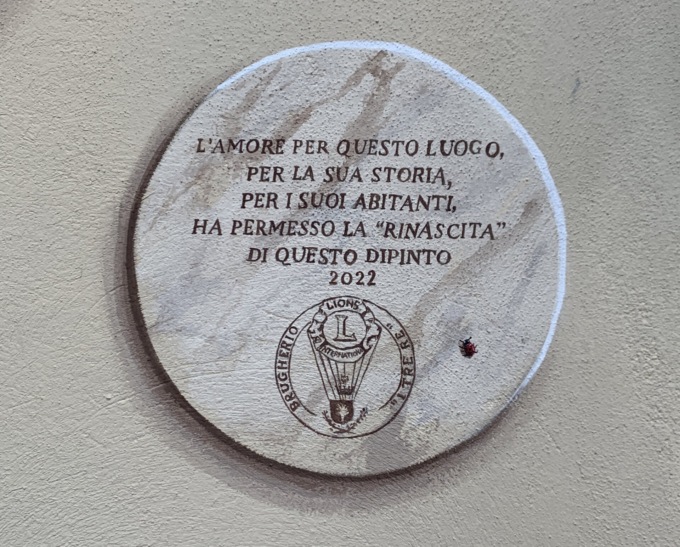 L'AMORE PER QUESTO LUOGO,
PER LA SUA STORIA,
PER I SUOI ABITANTI,
HA PERMESSO LA "RINASCITA"
DI QUESTO DIPINTO
2022
LIONS
L
INTERNATIONAL
BRUGHERIO
"I TRE RE"